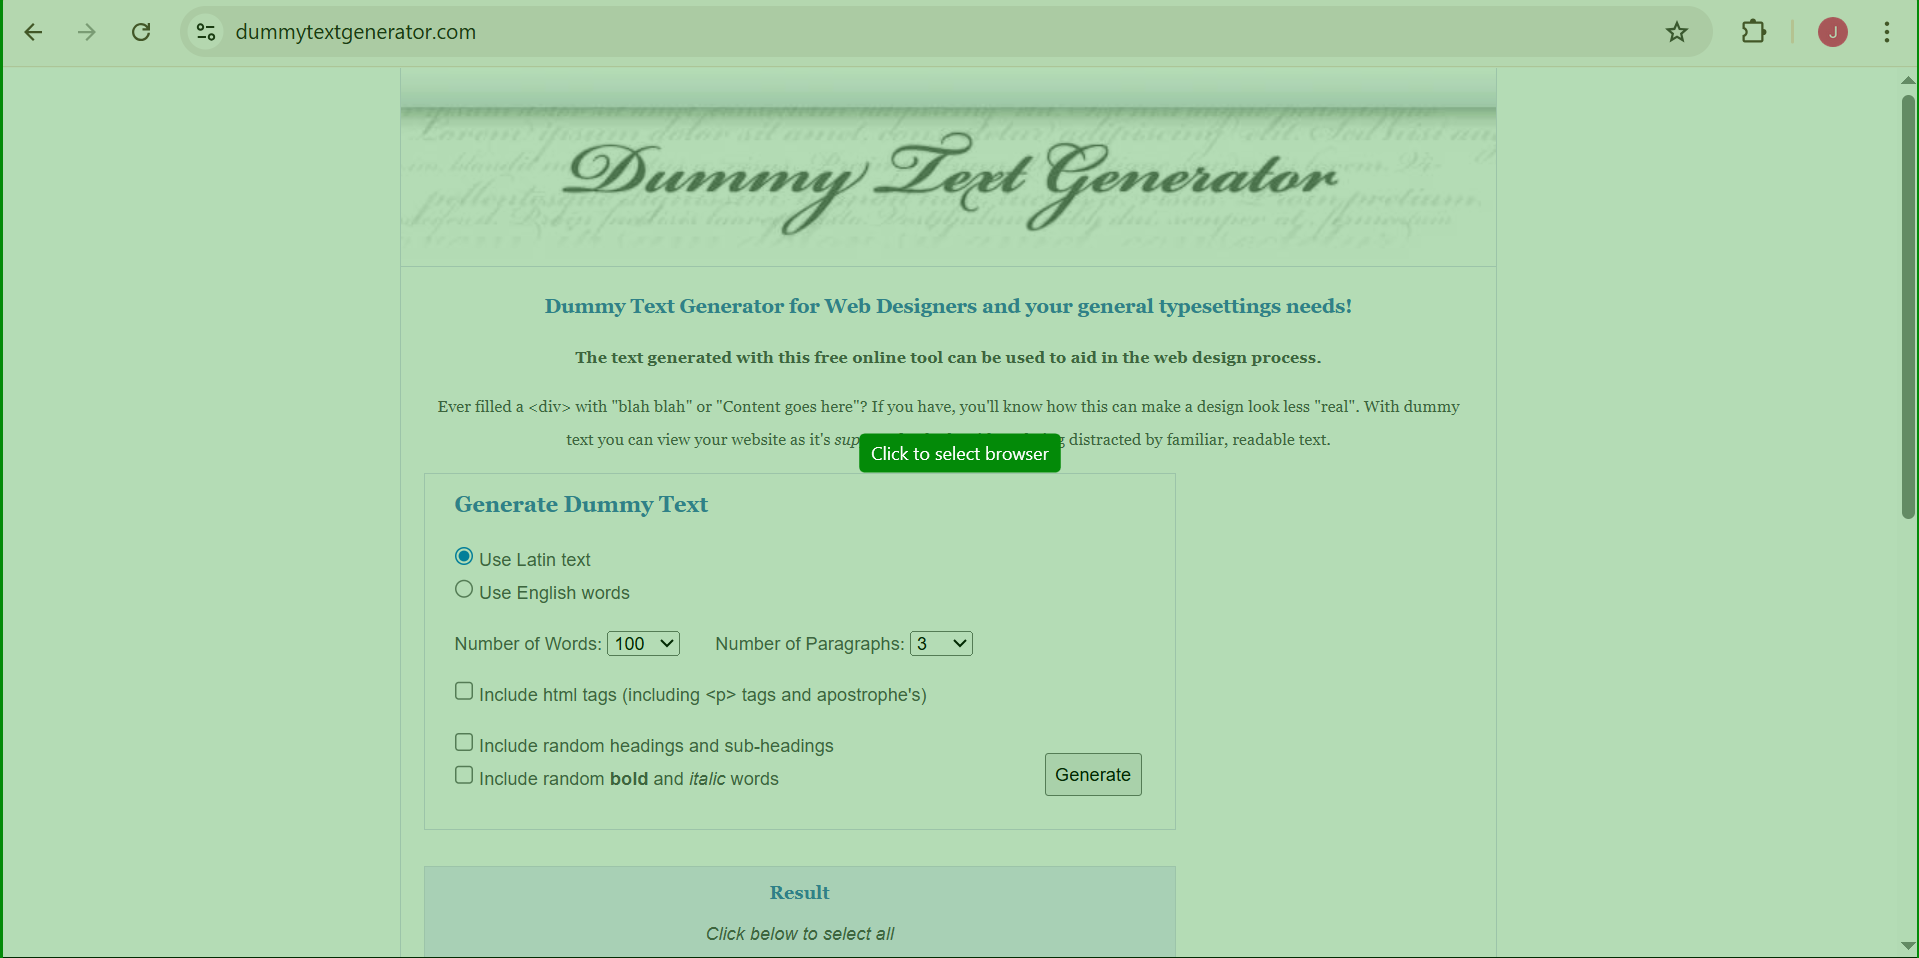 dummytextgenerator.com
J
Dummy Text Generator
Dummy Text Generator for Web Designers and your general typesettings needs!
The text generated with this free online tool can be used to aid in the web design process.
Ever filled a <div> with "blah blah" or "Content goes here"? If you have, you'll know how this can make a design look less "real". With dummy
text you can view your website as it's distracted by familiar, readable text.
Click to select browser
Generate Dummy Text
Use Latin text
Use English words
Number of Words: 100 Number of Paragraphs: 3
Include html tags (including <p> tags and apostrophe's)
Include random headings and sub-headings
Include random bold and italic words
Generate
Result
Click below to select all